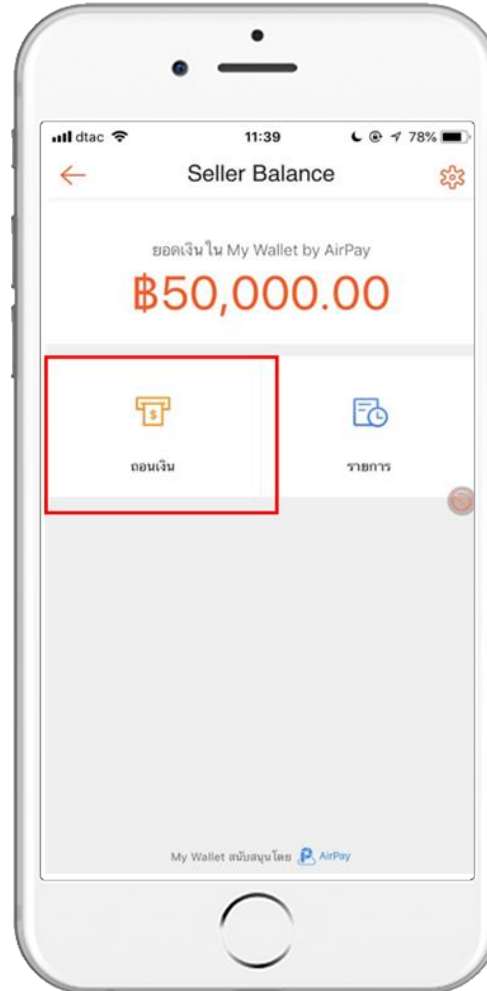 dtac 11:39 78%
Seller Balance
ยอดเงินใน My Wallet by AirPay
฿50,000.00
ถอนเงิน รายการ
My Wallet สนับสนุนโดย AirPay